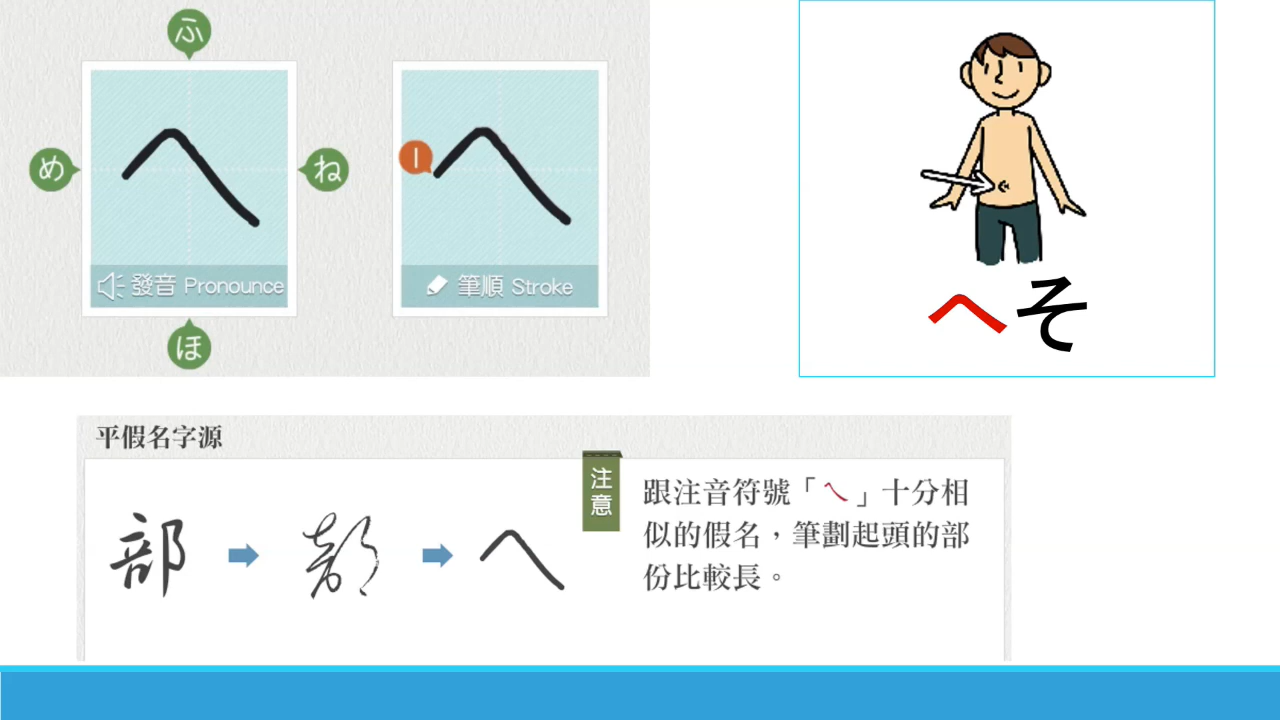 ふ
め
へ
ね
発音 Pronounce
ほ
1
へ
筆順 Stroke
へそ
平假名字源
部 部 へ
注意
跟注音符號「ㄟ」十分相
似的假名，筆劃起頭的部
份比較長。